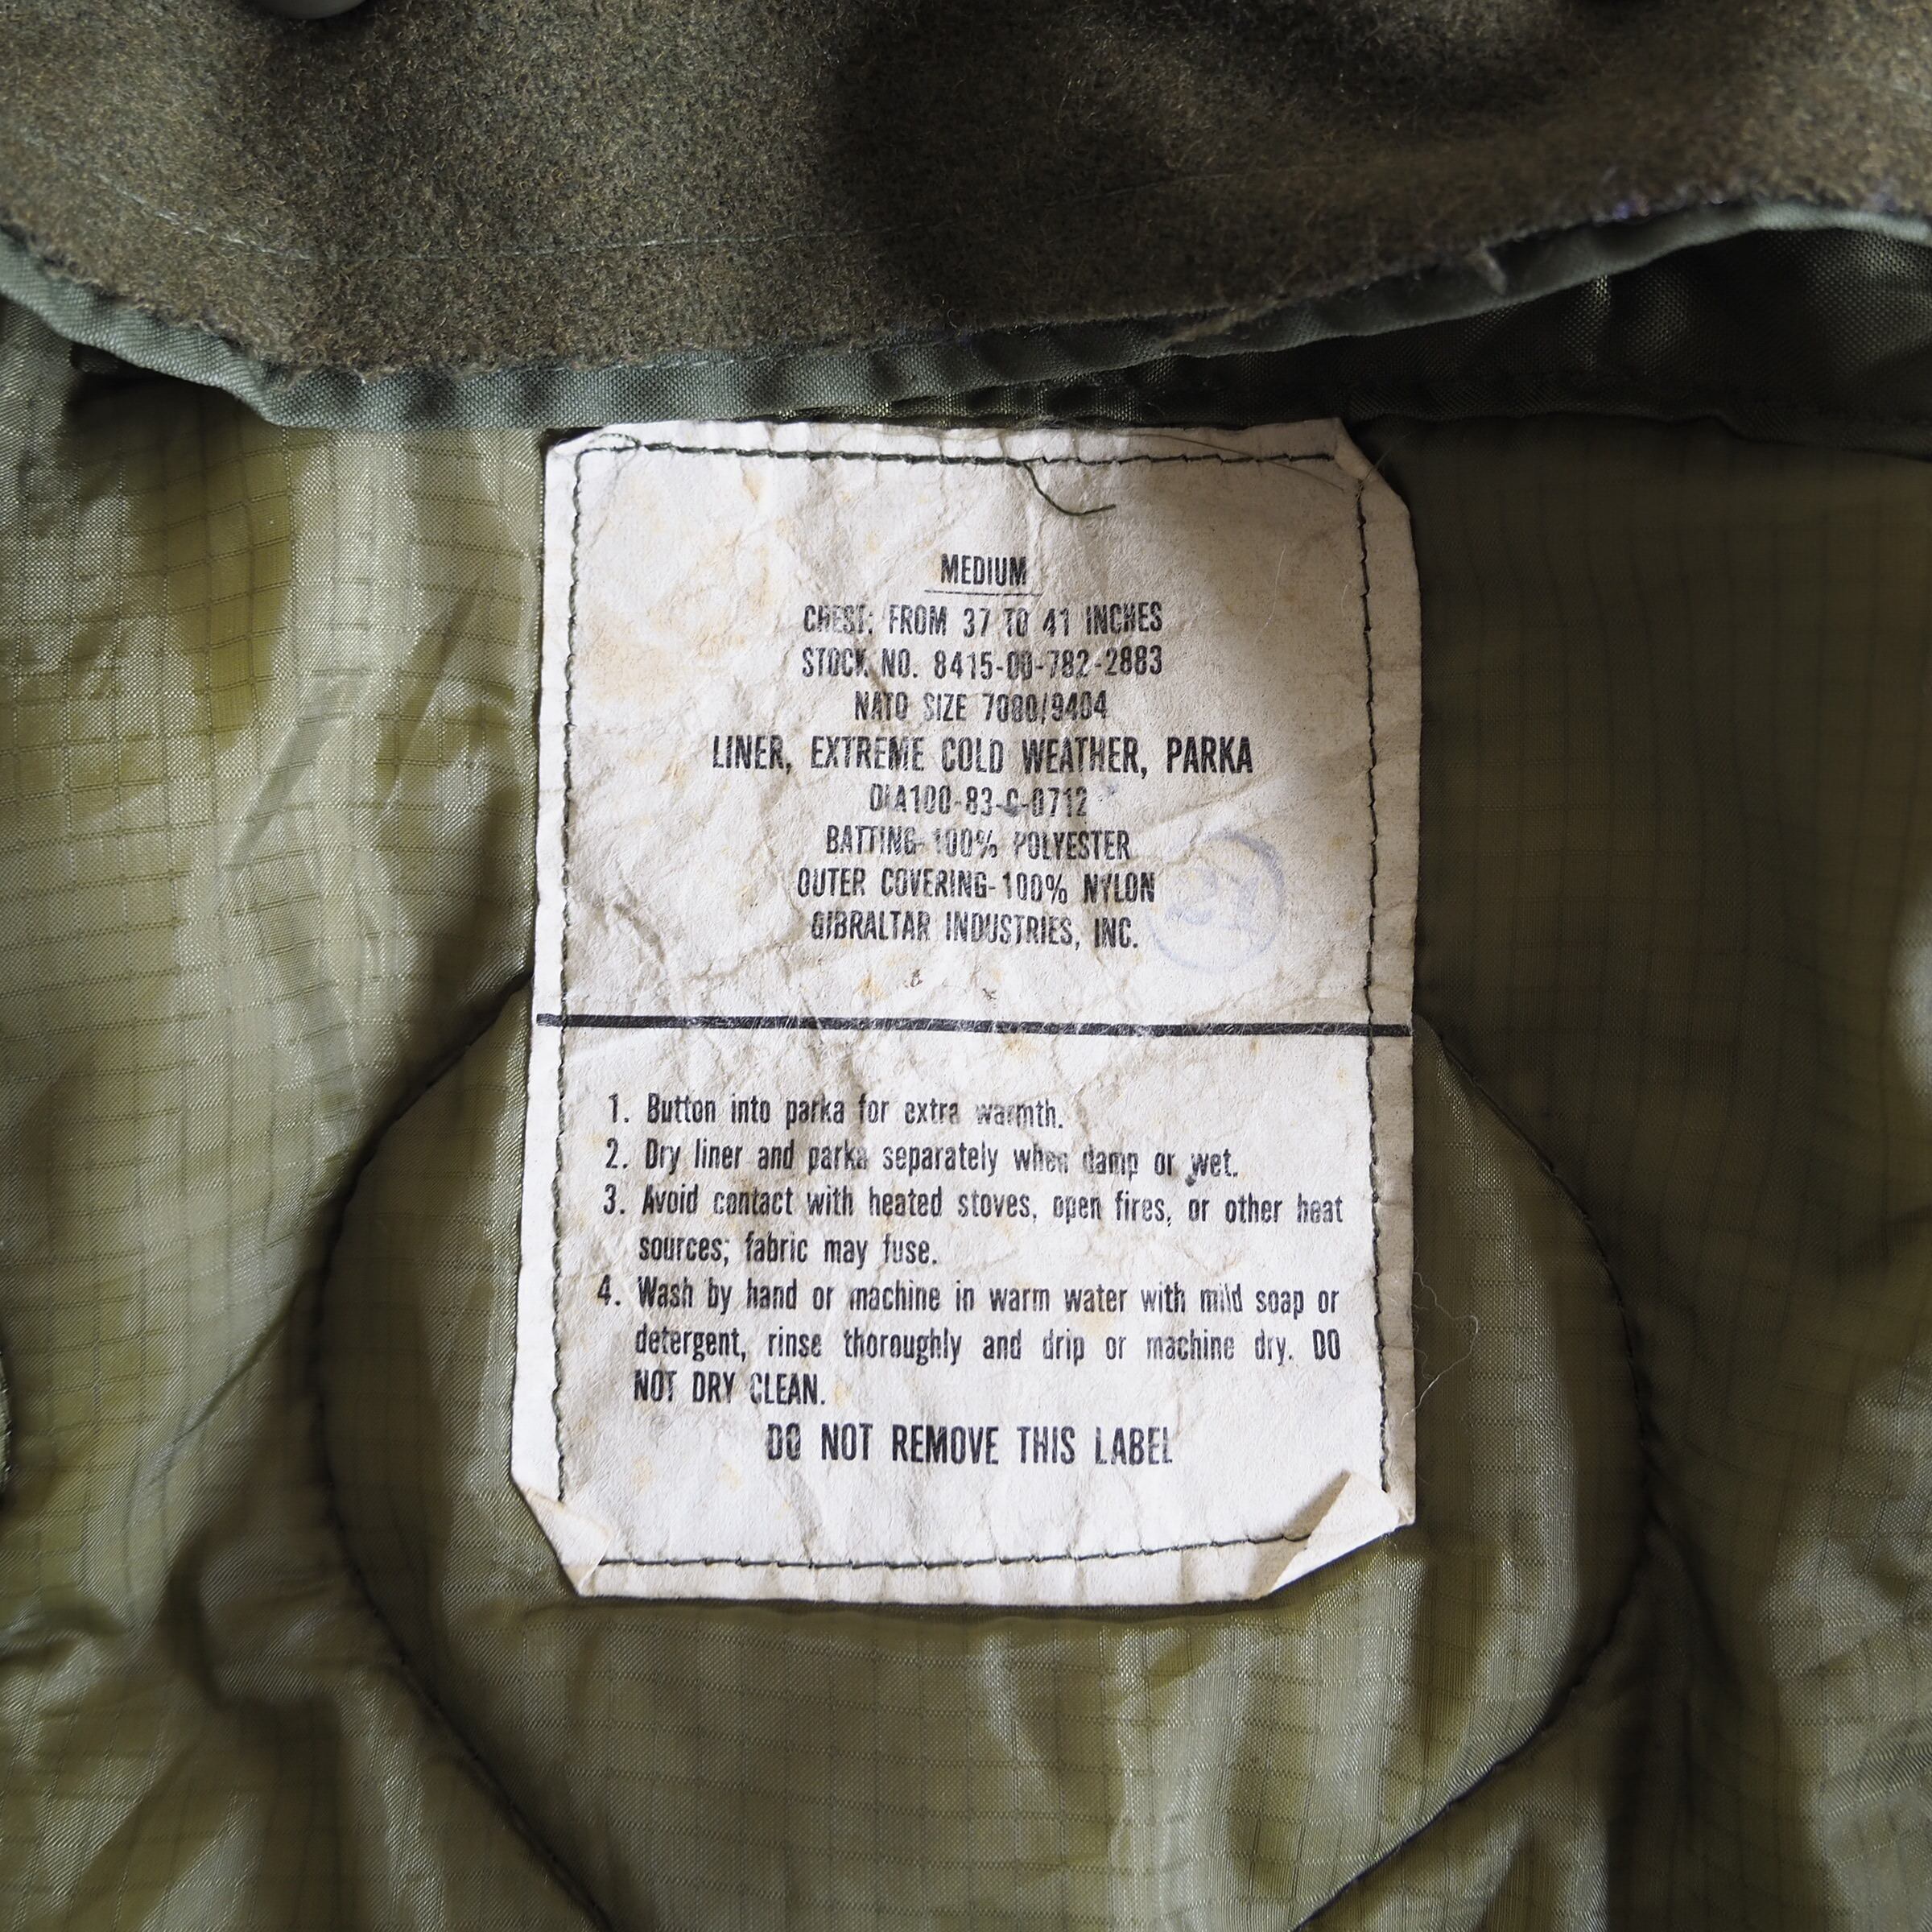 MEDIUM
CHEST: FROM 37 TO 41 INCHES
STOCK NO. 8415-00-782-2883
NATO SIZE 7080/9404
LINER, EXTREME COLD WEATHER, PARKA
DLA100-83-C-0712
BATTING-100% POLYESTER
OUTER COVERING-100% NYLON
GIBRALTAR INDUSTRIES, INC.
1. Button into parka for extra warmth.
2. Dry liner and parka separately when damp or wet.
3. Avoid contact with heated stoves, open fires, or other heat
sources; fabric may fuse.
4. Wash by hand or machine in warm water with mild soap or
detergent, rinse thoroughly and drip or machine dry. DO
NOT DRY CLEAN.
DO NOT REMOVE THIS LABEL